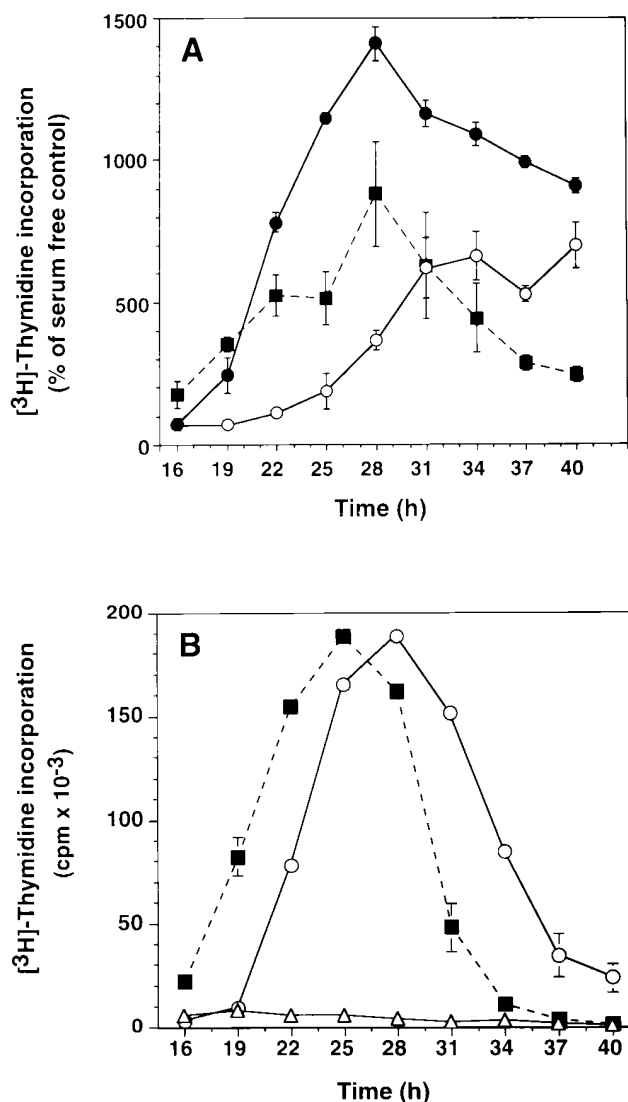 A
[³H]-Thymidine incorporation
(% of serum free control)
1500
1000
500
0
16 19 22 25 28 31 34 37 40
Time (h)
B
[³H]-Thymidine incorporation
(cpm x 10⁻³)
200
150
100
50
0
16 19 22 25 28 31 34 37 40
Time (h)